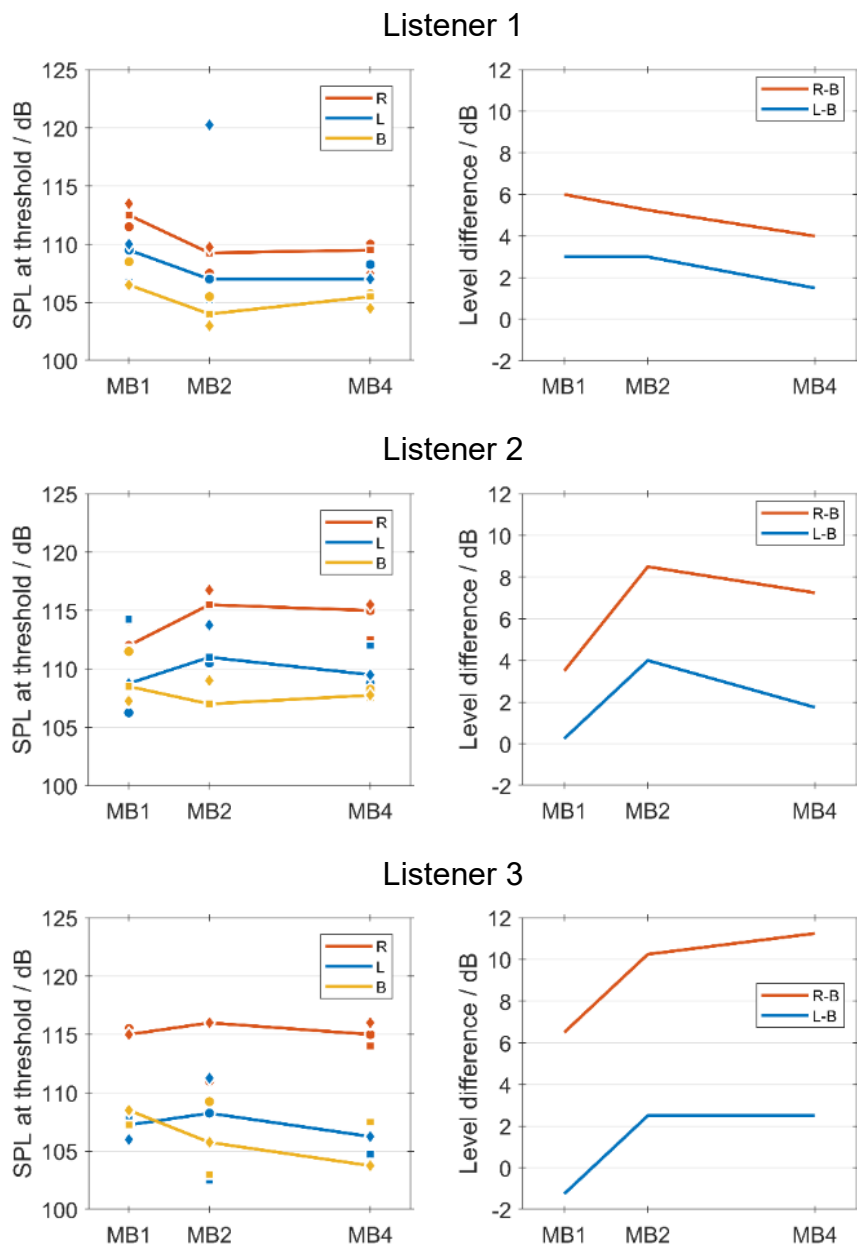 Listener 1
SPL at threshold / dB
125
120
115
110
105
100
MB1 MB2 MB4
R
L
B
Level difference / dB
12
10
8
6
4
2
0
-2
MB1 MB2 MB4
R-B
L-B
Listener 2
SPL at threshold / dB
125
120
115
110
105
100
MB1 MB2 MB4
R
L
B
Level difference / dB
12
10
8
6
4
2
0
-2
MB1 MB2 MB4
R-B
L-B
Listener 3
SPL at threshold / dB
125
120
115
110
105
100
MB1 MB2 MB4
R
L
B
Level difference / dB
12
10
8
6
4
2
0
-2
MB1 MB2 MB4
R-B
L-B